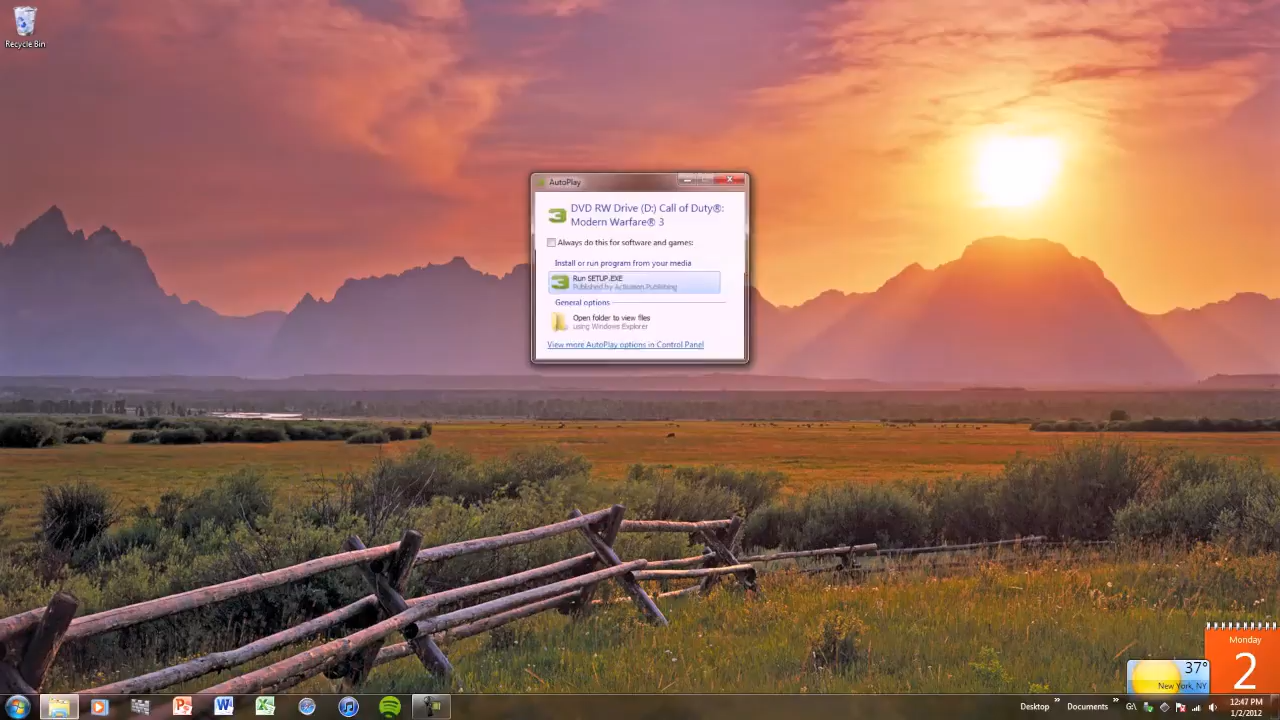 Recycle Bin
AutoPlay
DVD RW Drive (D:) Call of Duty®:
Modern Warfare® 3
Always do this for software and games:
Install or run program from your media
Run SETUP.EXE
Published by Activision Publishing
General options
Open folder to view files
using Windows Explorer
View more AutoPlay options in Control Panel
Monday
2
37°
New York, NY
Desktop »
Documents »
GA
12:47 PM
1/2/2012